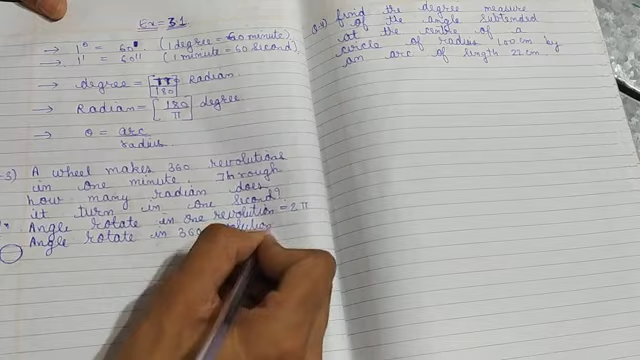 Ex = 3.1
→ 1° = 60' (1 degree = 60 minute)
→ 1' = 60'' (1 minute = 60 second)
→ degree = [π/180] Radian
→ Radian = [180/π] degree
→ θ = arc/radius
-3) A wheel makes 360 revolutions
in one minute. Through
how many radian does
it turn in one second?
Angle rotate in one revolution = 2π
Angle rotate in 360
Q.4) find the degree measure
of the angle subtended
at the centre of a
circle of radius 100 cm by
an arc of length 22 cm.